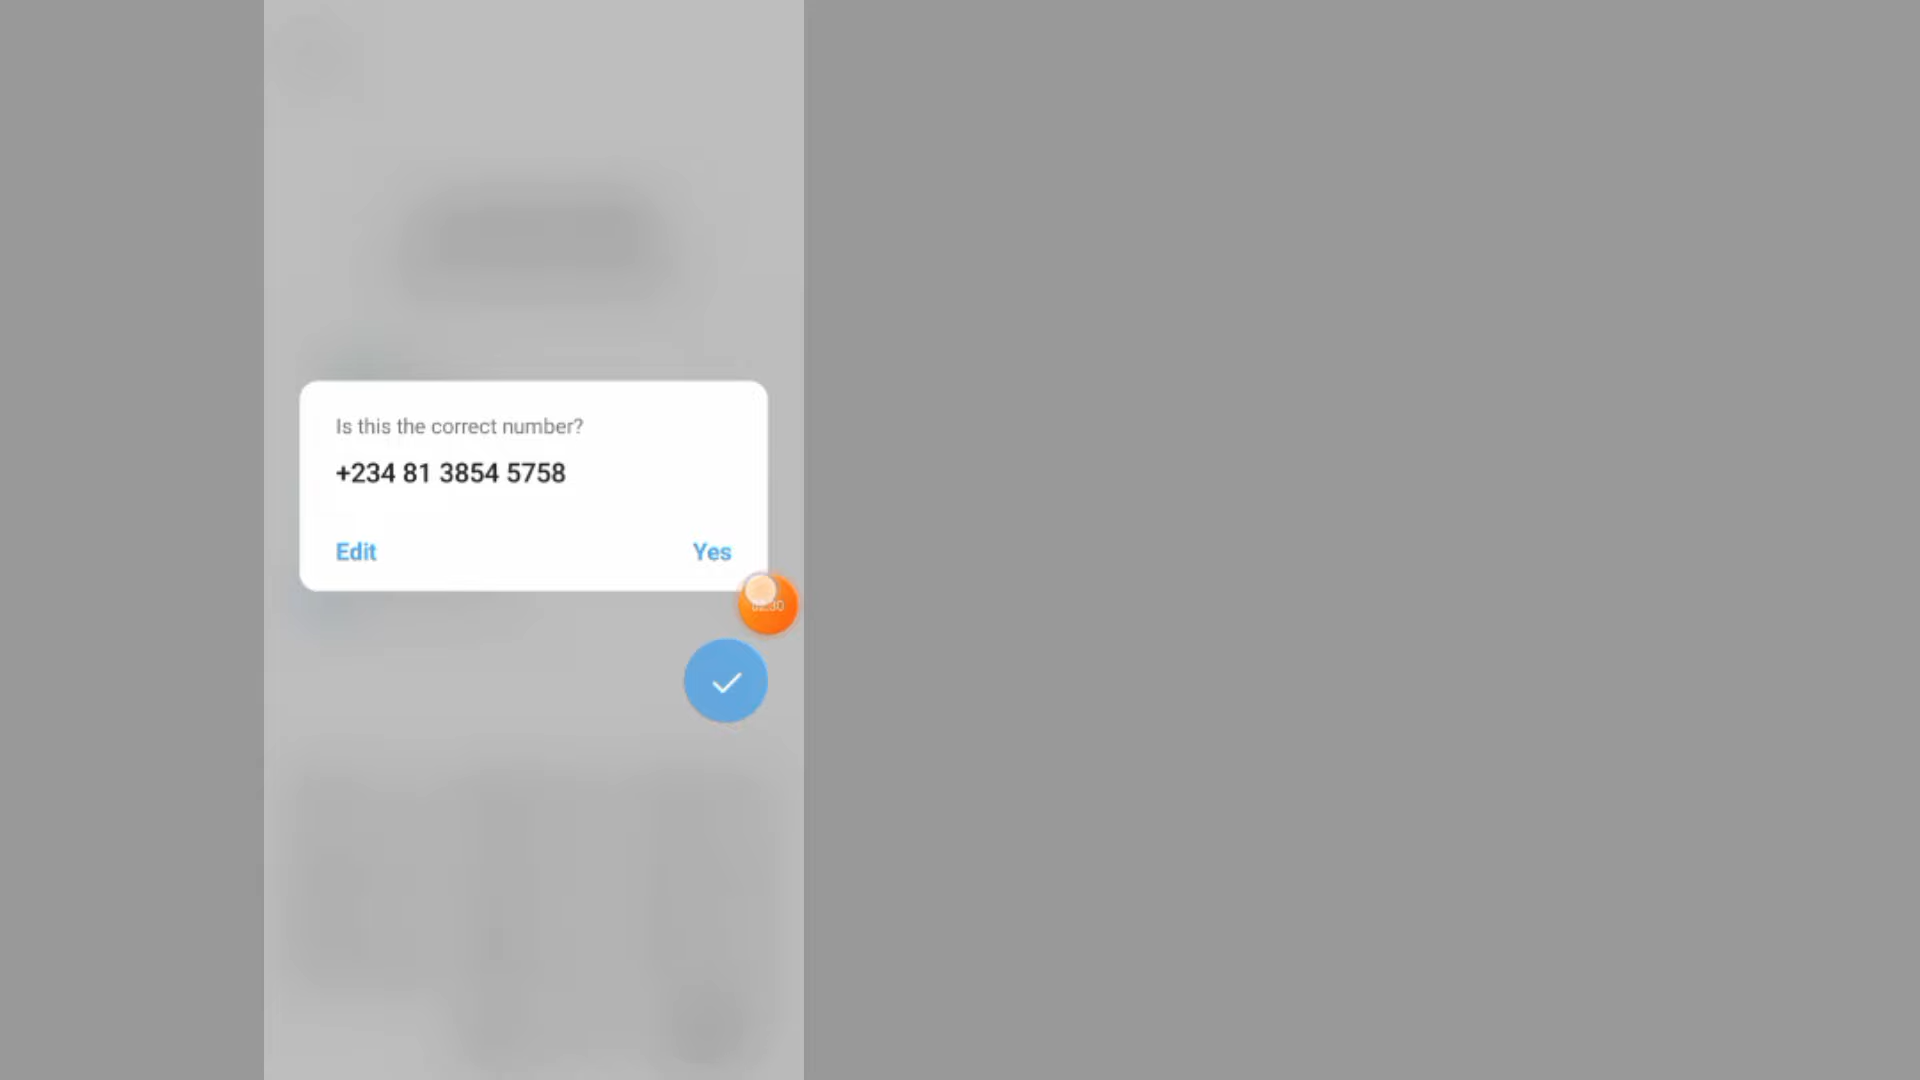 Is this the correct number?
+234 81 3854 5758
Edit
Yes